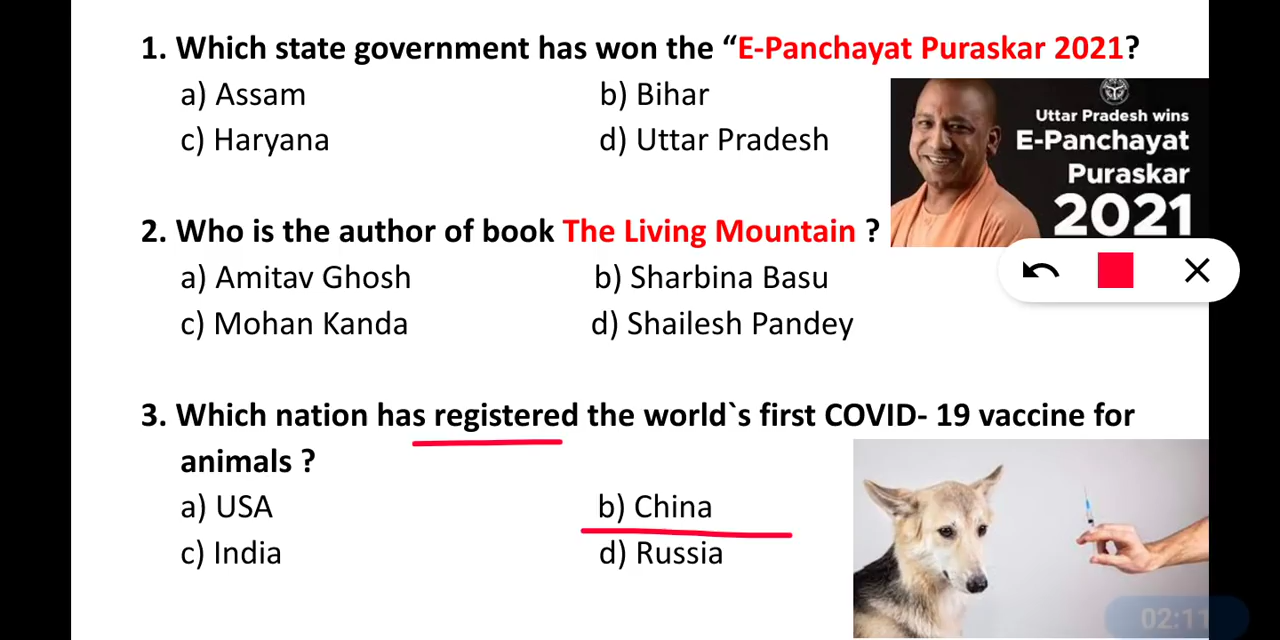 1. Which state government has won the “E-Panchayat Puraskar 2021?
a) Assam b) Bihar
c) Haryana d) Uttar Pradesh
Uttar Pradesh wins
E-Panchayat
Puraskar
2021
2. Who is the author of book The Living Mountain ?
a) Amitav Ghosh b) Sharbina Basu
c) Mohan Kanda d) Shailesh Pandey
3. Which nation has registered the world`s first COVID- 19 vaccine for
animals ?
a) USA b) China
c) India d) Russia
02:11